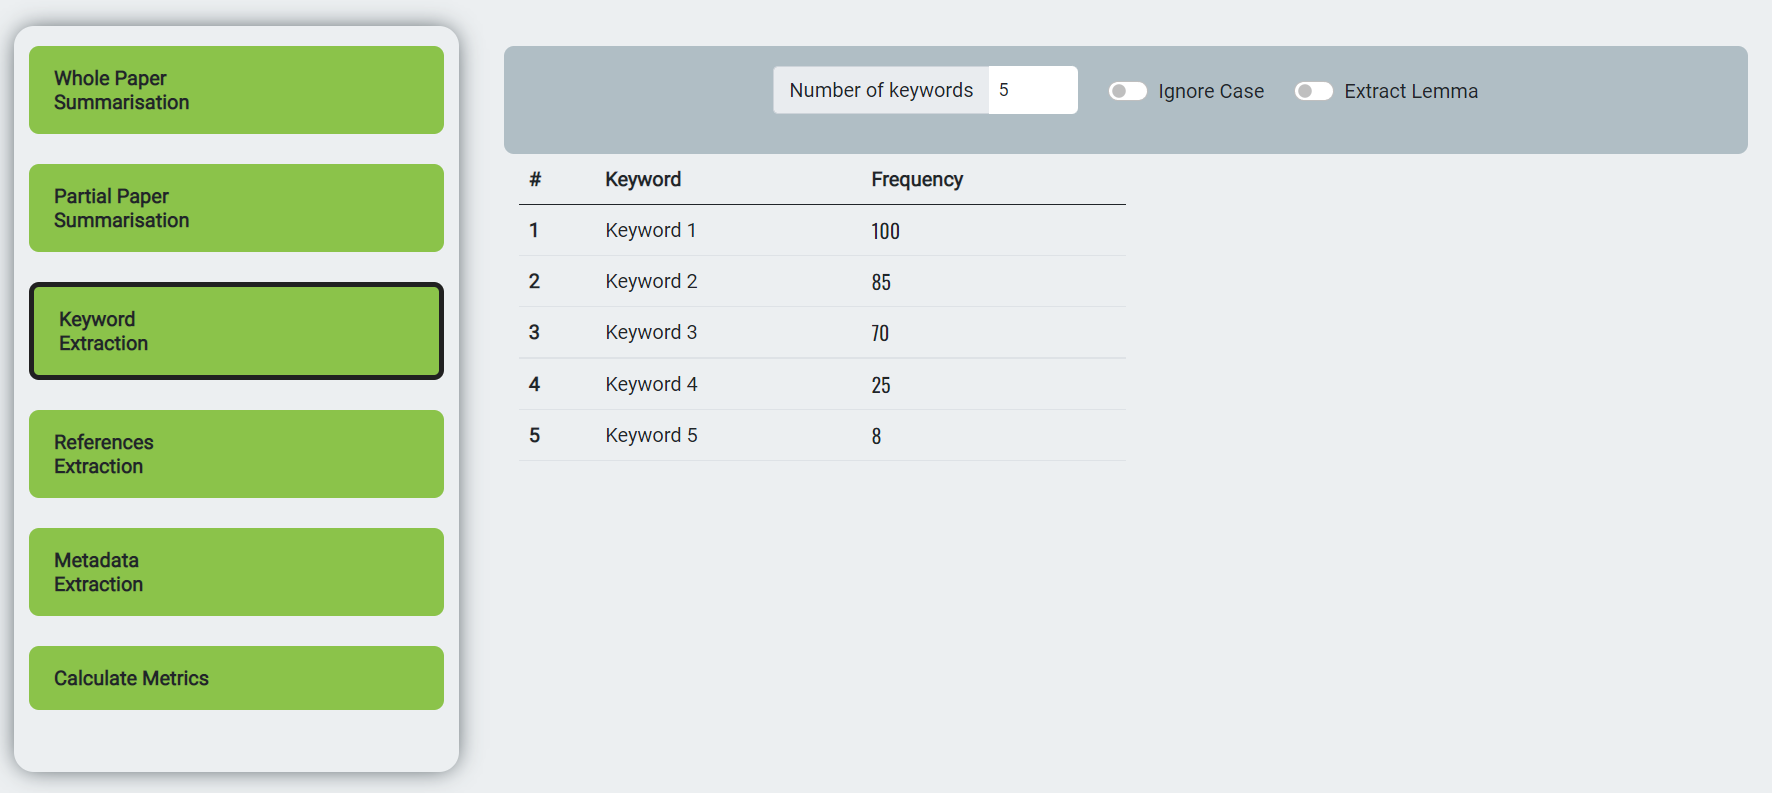 Whole Paper
Summarisation
Partial Paper
Summarisation
Keyword
Extraction
References
Extraction
Metadata
Extraction
Calculate Metrics
Number of keywords 5 Ignore Case Extract Lemma
# Keyword Frequency
1 Keyword 1 100
2 Keyword 2 85
3 Keyword 3 70
4 Keyword 4 25
5 Keyword 5 8